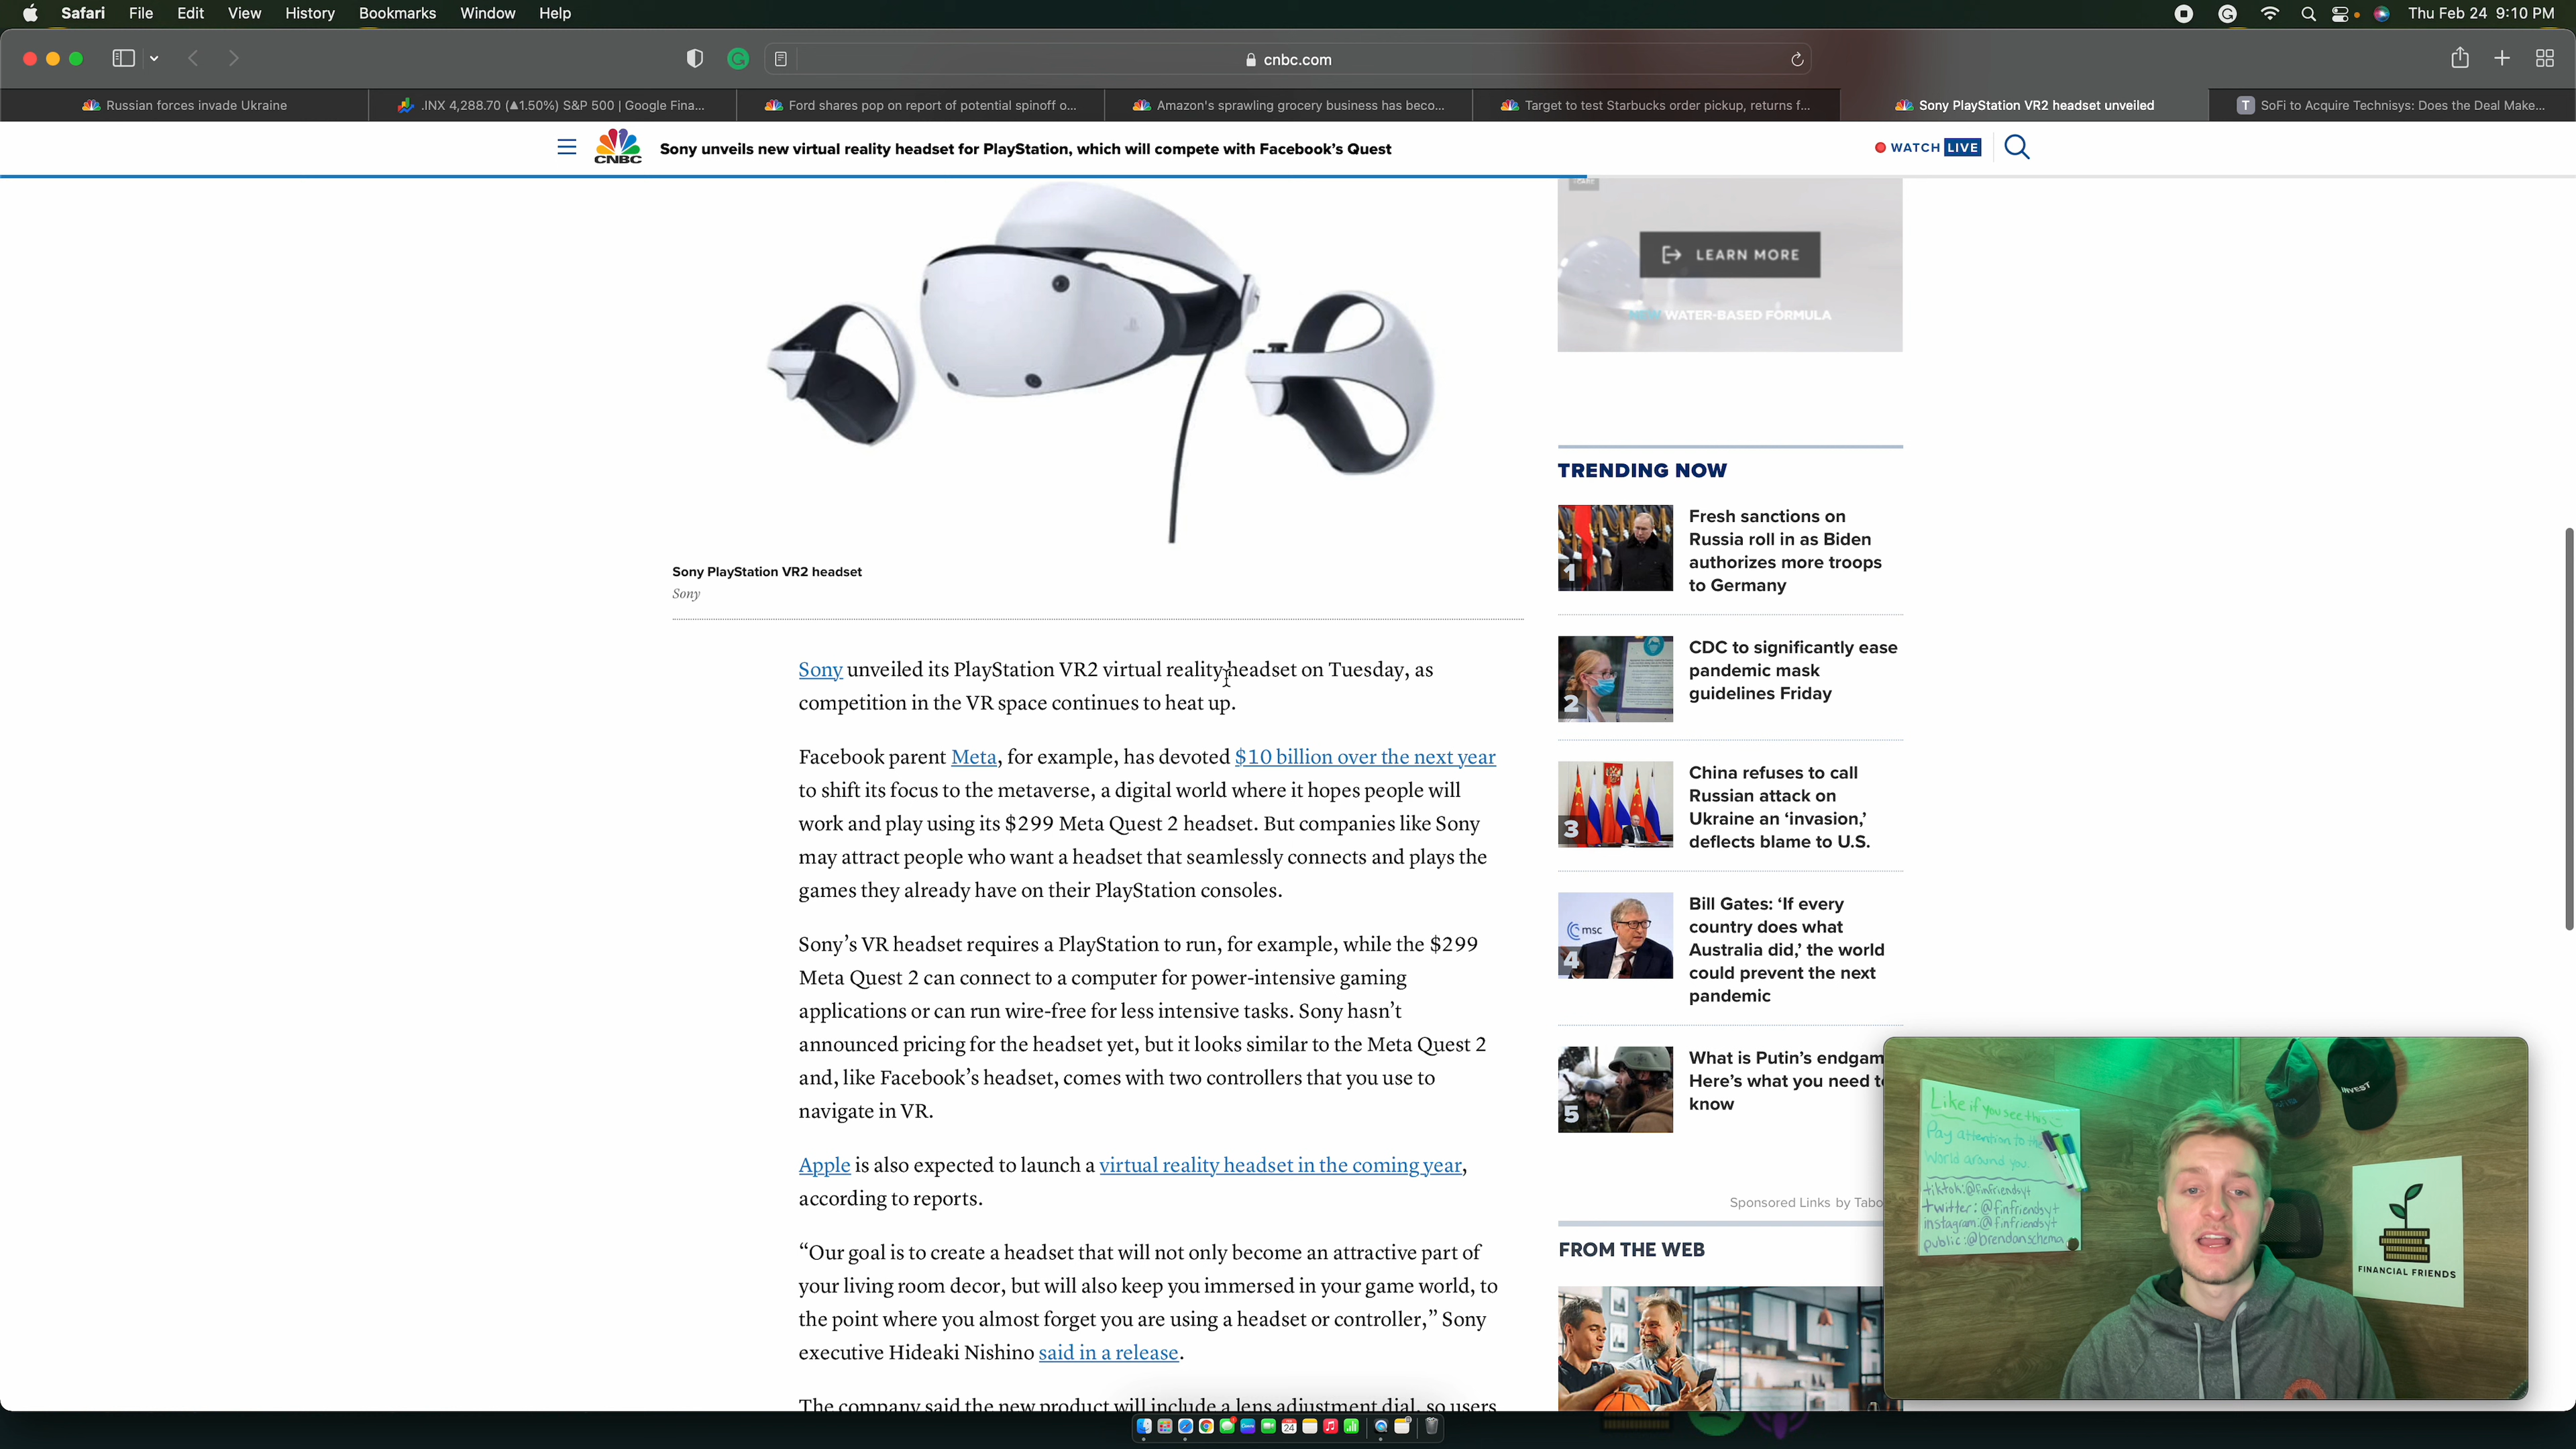 Safari File Edit View History Bookmarks Window Help
Thu Feb 24 9:10 PM
cnbc.com
Russian forces invade Ukraine
.INX 4,288.70 (▲1.50%) S&P 500 | Google Fina...
Ford shares pop on report of potential spinoff o...
Amazon's sprawling grocery business has beco...
Target to test Starbucks order pickup, returns f...
Sony PlayStation VR2 headset unveiled
T SoFi to Acquire Technisys: Does the Deal Make...
CNBC
Sony unveils new virtual reality headset for PlayStation, which will compete with Facebook's Quest
WATCH LIVE
LEARN MORE
WATER-BASED FORMULA
Sony PlayStation VR2 headset
Sony
Sony unveiled its PlayStation VR2 virtual reality headset on Tuesday, as
competition in the VR space continues to heat up.
Facebook parent Meta, for example, has devoted $10 billion over the next year
to shift its focus to the metaverse, a digital world where it hopes people will
work and play using its $299 Meta Quest 2 headset. But companies like Sony
may attract people who want a headset that seamlessly connects and plays the
games they already have on their PlayStation consoles.
Sony's VR headset requires a PlayStation to run, for example, while the $299
Meta Quest 2 can connect to a computer for power-intensive gaming
applications or can run wire-free for less intensive tasks. Sony hasn't
announced pricing for the headset yet, but it looks similar to the Meta Quest 2
and, like Facebook's headset, comes with two controllers that you use to
navigate in VR.
Apple is also expected to launch a virtual reality headset in the coming year,
according to reports.
“Our goal is to create a headset that will not only become an attractive part of
your living room decor, but will also keep you immersed in your game world, to
the point where you almost forget you are using a headset or controller,” Sony
executive Hideaki Nishino said in a release.
The company said the new product will include a lens adjustment dial, so users
TRENDING NOW
1
Fresh sanctions on
Russia roll in as Biden
authorizes more troops
to Germany
2
CDC to significantly ease
pandemic mask
guidelines Friday
3
China refuses to call
Russian attack on
Ukraine an ‘invasion,’
deflects blame to U.S.
msc
4
Bill Gates: ‘If every
country does what
Australia did,’ the world
could prevent the next
pandemic
5
What is Putin's endgam
Here's what you need t
know
Sponsored Links by Tabo
FROM THE WEB
Like if you see this
Pay attention to the
World around you.
tiktok:@finfriendsyt
twitter:@finfriendsyt
instagram:@finfriendsyt
public:@brendanschema
INVEST
FINANCIAL FRIENDS
24